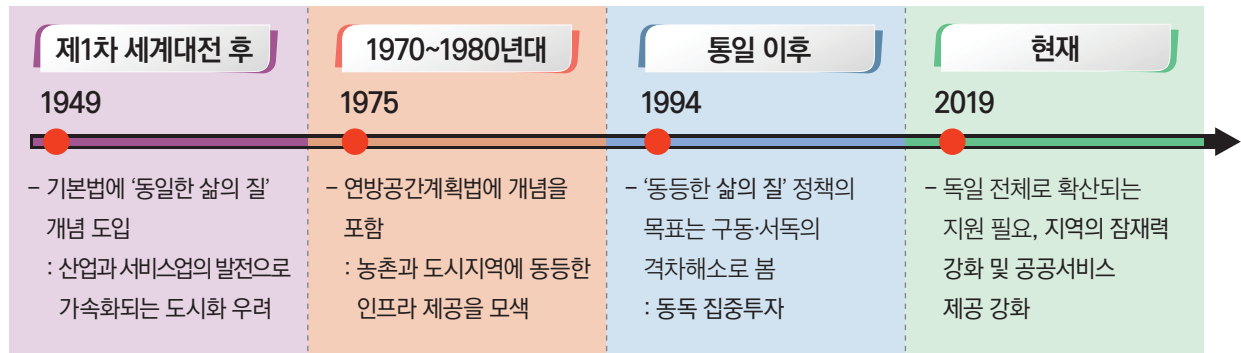 제1차 세계대전 후
1949
- 기본법에 ‘동일한 삶의 질’
개념 도입
: 산업과 서비스업의 발전으로
가속화되는 도시화 우려
1970~1980년대
1975
- 연방공간계획법에 개념을
포함
: 농촌과 도시지역에 동등한
인프라 제공을 모색
통일 이후
1994
- ‘동등한 삶의 질’ 정책의
목표는 구동·서독의
격차해소로 봄
: 동독 집중투자
현재
2019
- 독일 전체로 확산되는
지원 필요, 지역의 잠재력
강화 및 공공서비스
제공 강화